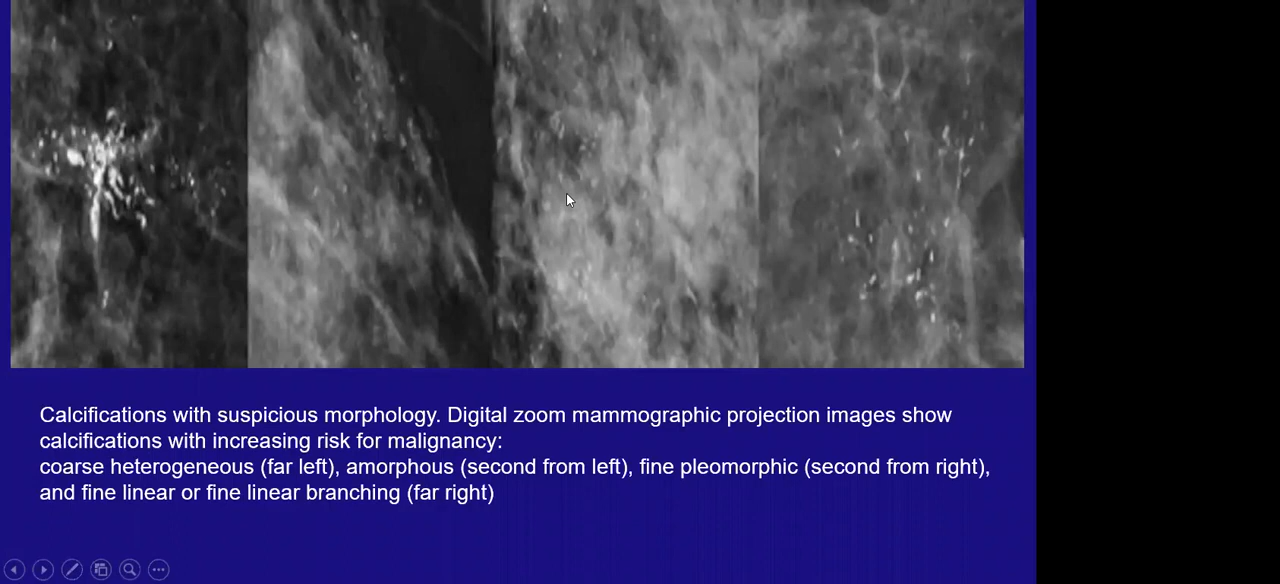 Calcifications with suspicious morphology. Digital zoom mammographic projection images show
calcifications with increasing risk for malignancy:
coarse heterogeneous (far left), amorphous (second from left), fine pleomorphic (second from right),
and fine linear or fine linear branching (far right)